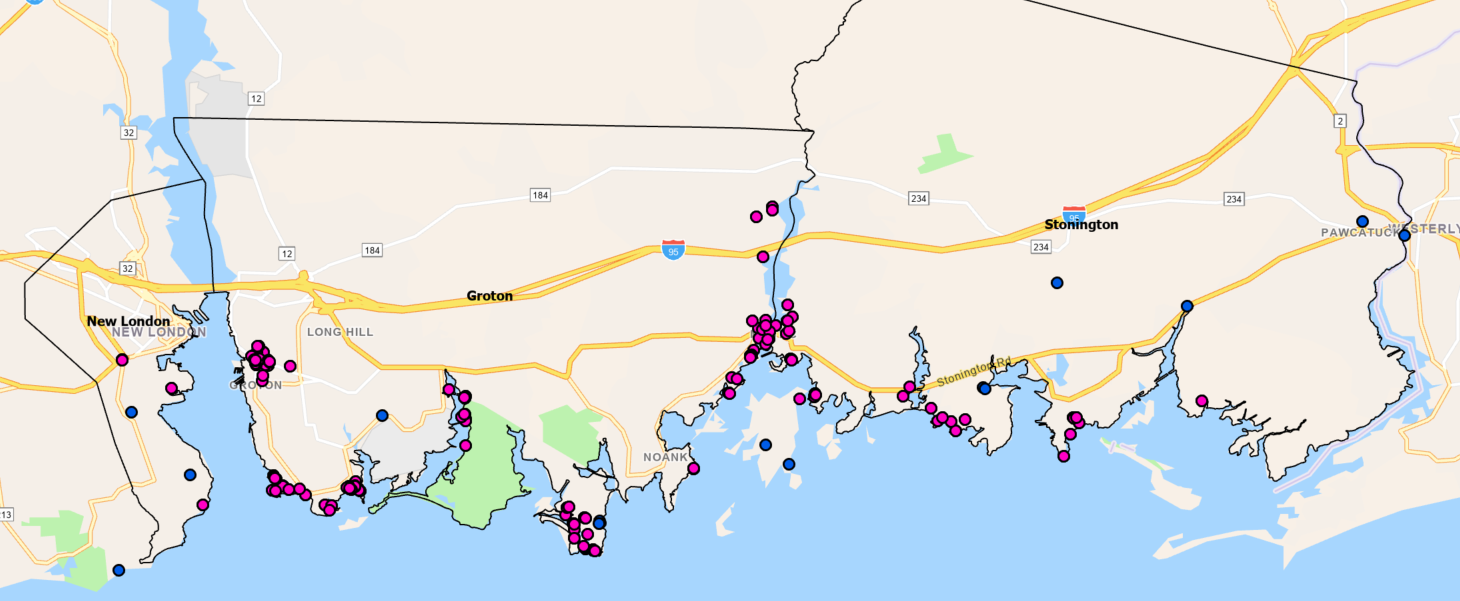 12
32
2
184
234
234
95
Stonington
PAWCATUCK
WESTERLY
234
12
184
95
32
Groton
New London
NEW LONDON
LONG HILL
Stonington Rd
GROTON
NOANK
213